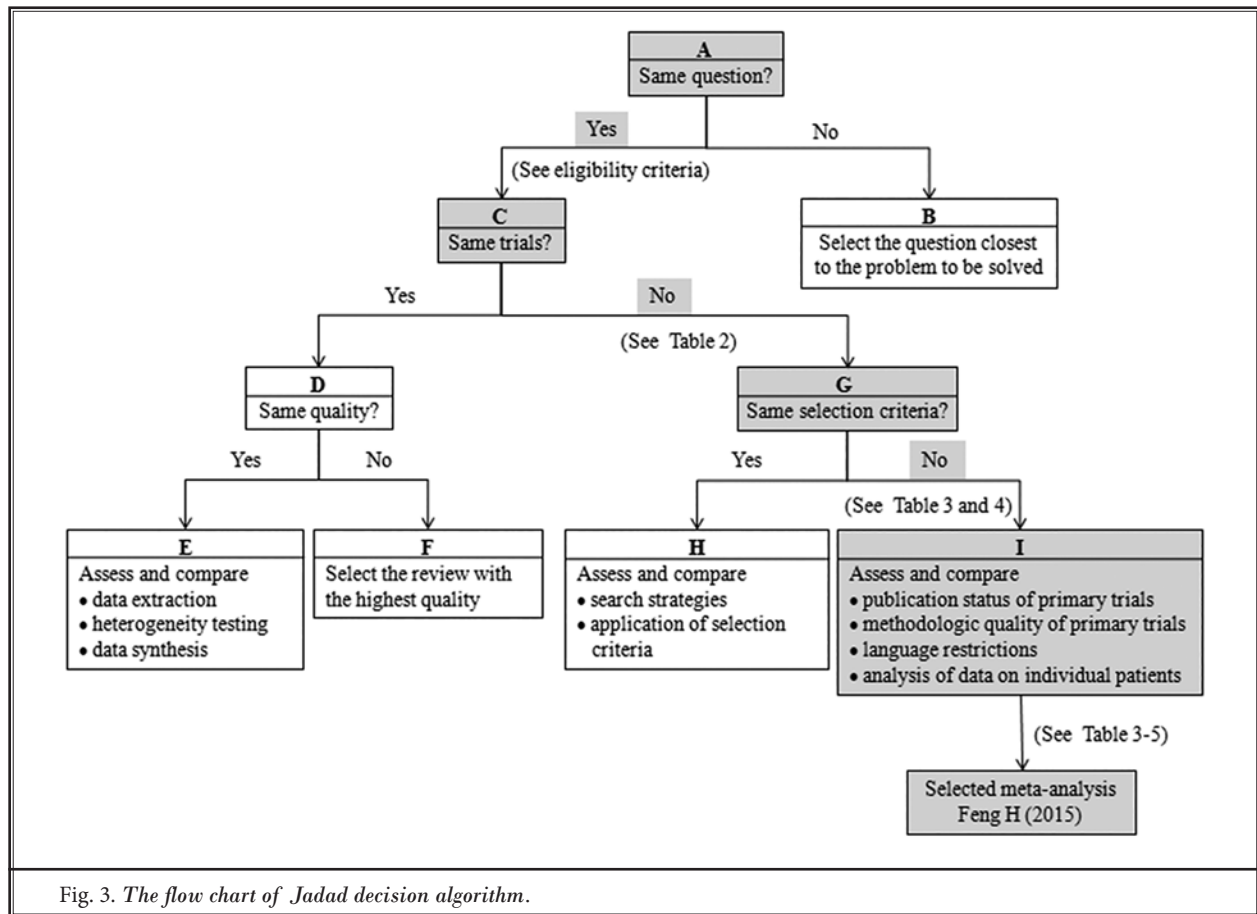 A
Same question?
Yes
No
(See eligibility criteria)
C
Same trials?
B
Select the question closest
to the problem to be solved
Yes
No
(See Table 2)
D
Same quality?
G
Same selection criteria?
Yes
No
Yes
No
(See Table 3 and 4)
E
Assess and compare
• data extraction
• heterogeneity testing
• data synthesis
F
Select the review with
the highest quality
H
Assess and compare
• search strategies
• application of selection
criteria
I
Assess and compare
• publication status of primary trials
• methodologic quality of primary trials
• language restrictions
• analysis of data on individual patients
(See Table 3-5)
Selected meta-analysis
Feng H (2015)
Fig. 3. The flow chart of Jadad decision algorithm.